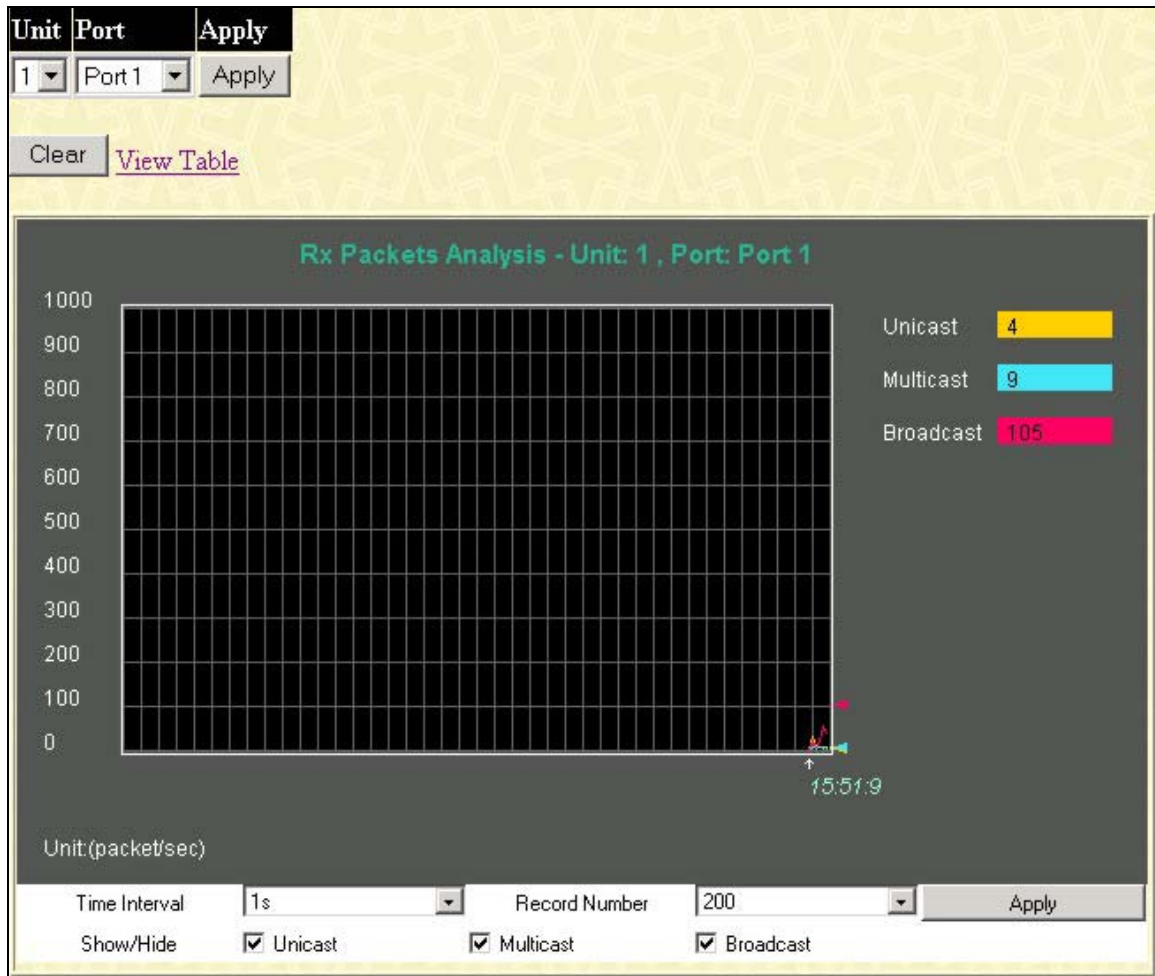 Unit Port Apply
1 Port 1 Apply
Clear View Table
Rx Packets Analysis - Unit: 1 , Port: Port 1
1000
900
800
700
600
500
400
300
200
100
0
Unicast 4
Multicast 9
Broadcast 105
15:51:9
Unit:(packet/sec)
Time Interval 1s Record Number 200 Apply
Show/Hide Unicast Multicast Broadcast